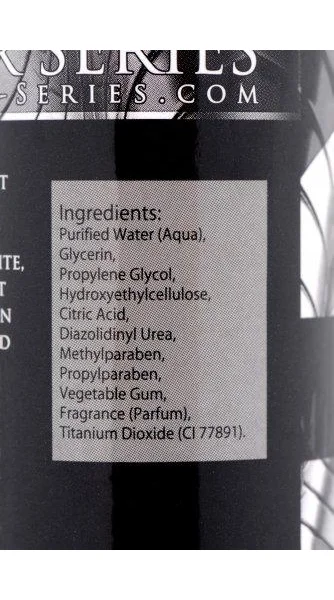 SERIES
-SERIES.COM
Ingredients:
Purified Water (Aqua),
Glycerin,
Propylene Glycol,
Hydroxyethylcellulose,
Citric Acid,
Diazolidinyl Urea,
Methylparaben,
Propylparaben,
Vegetable Gum,
Fragrance (Parfum),
Titanium Dioxide (CI 77891).